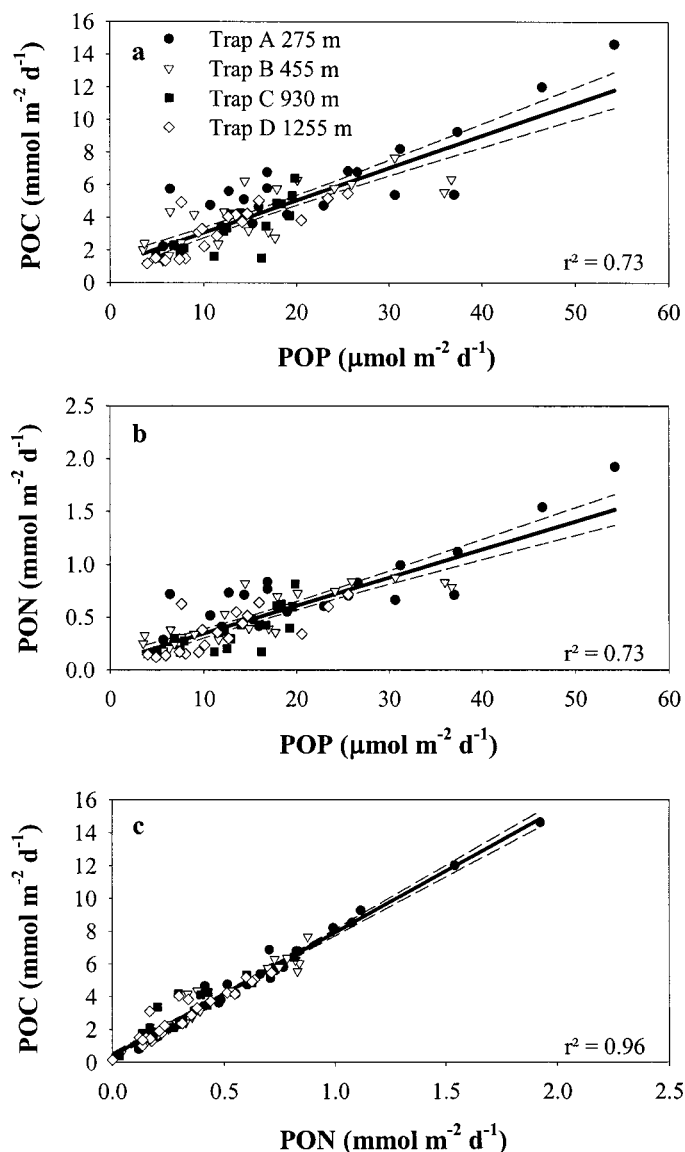 a
Trap A 275 m
Trap B 455 m
Trap C 930 m
Trap D 1255 m
16
14
12
10
8
6
4
2
0
POC (mmol m⁻² d⁻¹)
r² = 0.73
0 10 20 30 40 50 60
POP (μmol m⁻² d⁻¹)
b
2.5
2.0
1.5
1.0
0.5
0.0
PON (mmol m⁻² d⁻¹)
r² = 0.73
0 10 20 30 40 50 60
POP (μmol m⁻² d⁻¹)
c
16
14
12
10
8
6
4
2
0
POC (mmol m⁻² d⁻¹)
r² = 0.96
0.0 0.5 1.0 1.5 2.0 2.5
PON (mmol m⁻² d⁻¹)